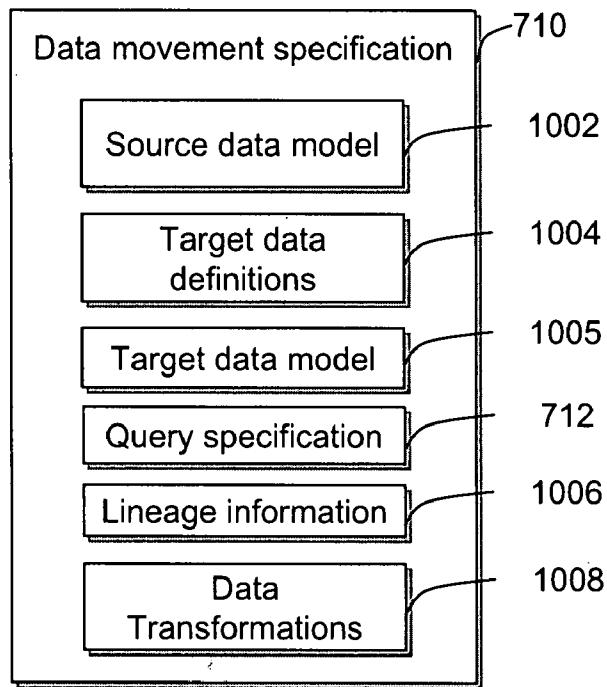 710
Data movement specification
Source data model
1002
Target data
definitions
1004
Target data model
1005
Query specification
712
Lineage information
1006
Data
Transformations
1008